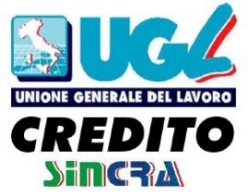 UGL
UNIONE GENERALE DEL LAVORO
CREDITO
SiNCRA